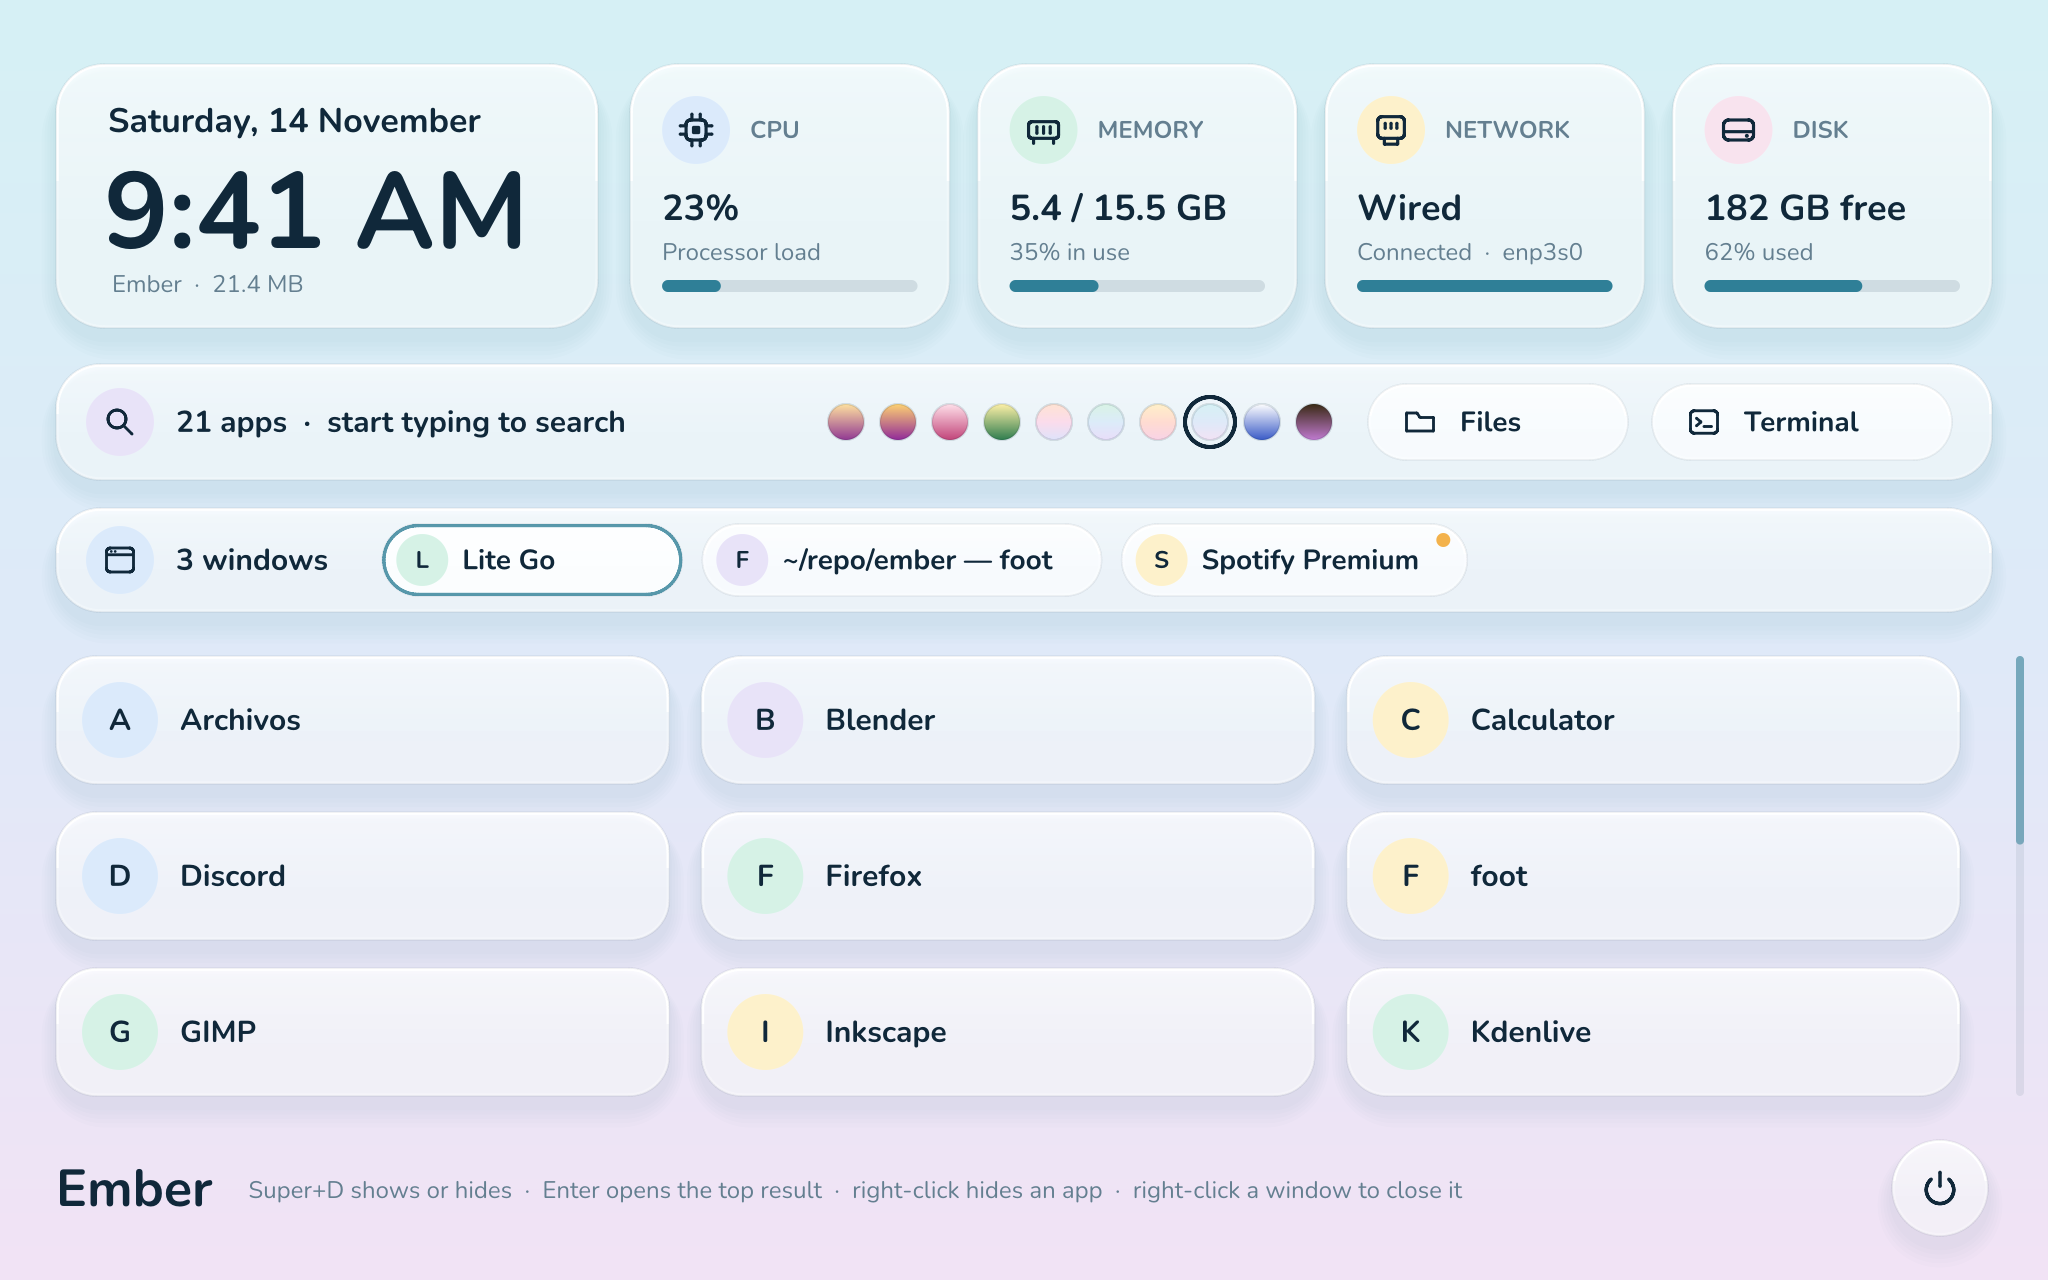 Saturday, 14 November
9:41 AM
Ember · 21.4 MB
CPU
23%
Processor load
MEMORY
5.4 / 15.5 GB
35% in use
NETWORK
Wired
Connected · enp3s0
DISK
182 GB free
62% used
21 apps · start typing to search
Files
Terminal
3 windows
L Lite Go
F ~/repo/ember — foot
S Spotify Premium
A Archivos
B Blender
C Calculator
D Discord
F Firefox
F foot
G GIMP
I Inkscape
K Kdenlive
Ember
Super+D shows or hides · Enter opens the top result · right-click hides an app · right-click a window to close it